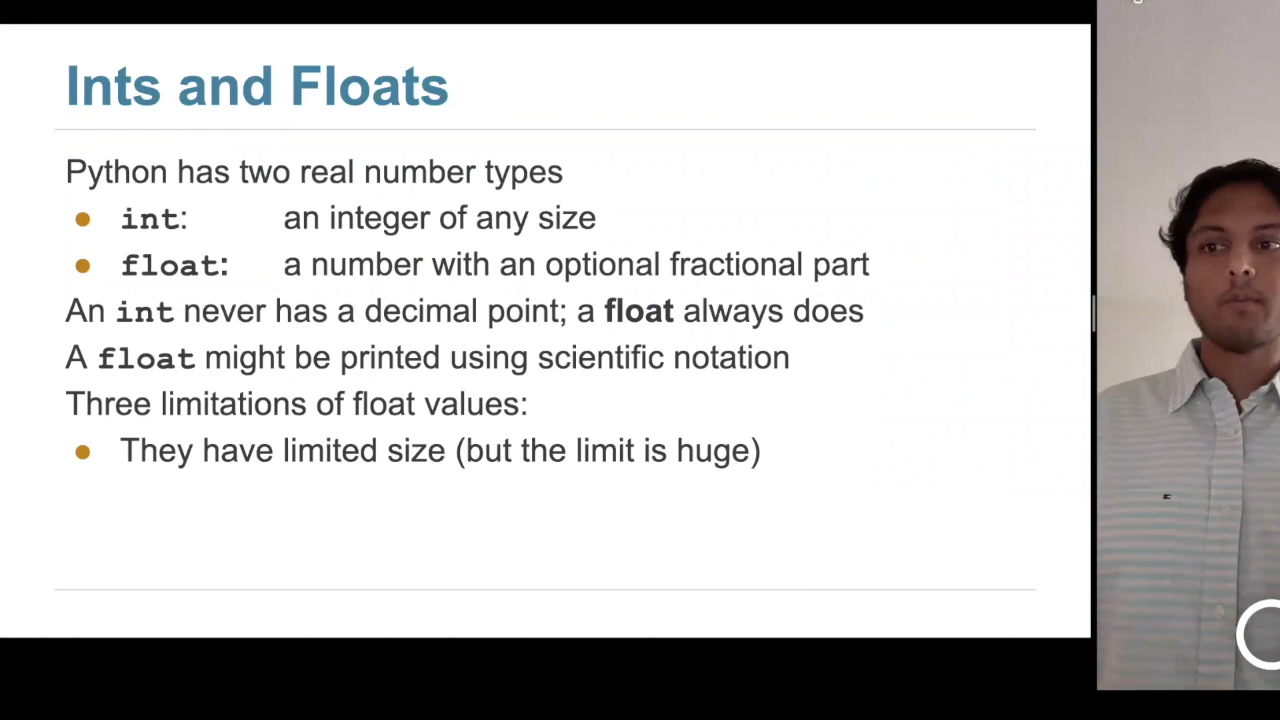 Ints and Floats
Python has two real number types
● int: an integer of any size
● float: a number with an optional fractional part
An int never has a decimal point; a float always does
A float might be printed using scientific notation
Three limitations of float values:
● They have limited size (but the limit is huge)